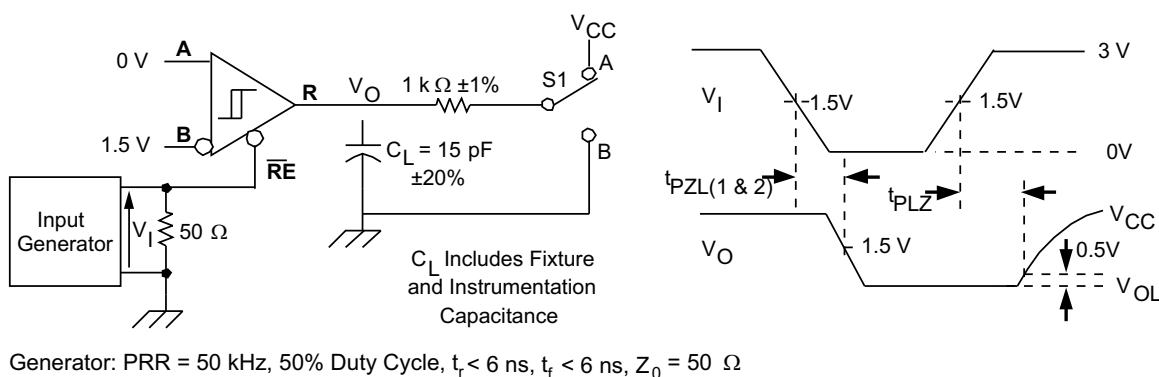 0 V
A
B
1.5 V
R
RE
V_O
1 k Ω ±1%
S1
V_CC
A
B
C_L = 15 pF
±20%
Input
Generator
V_I
50 Ω
C_L Includes Fixture
and Instrumentation
Capacitance
V_I
1.5V
1.5V
3 V
0V
t_PZL(1 & 2)
t_PLZ
V_O
1.5 V
V_CC
0.5V
V_OL
Generator: PRR = 50 kHz, 50% Duty Cycle, t_r < 6 ns, t_f < 6 ns, Z_0 = 50 Ω